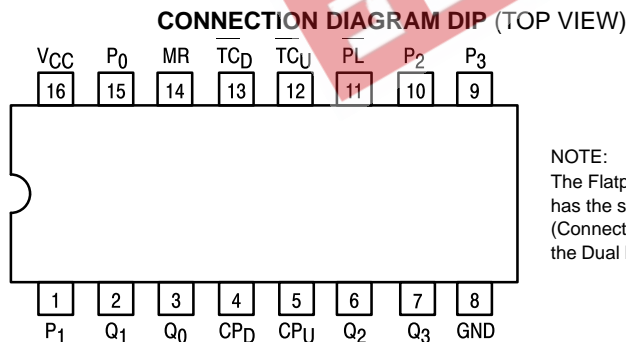 CONNECTION DIAGRAM DIP (TOP VIEW)
VCC P0 MR TCD TCU PL P2 P3
16 15 14 13 12 11 10 9
NOTE:
The
has the
(Connect
the Dual
1 2 3 4 5 6 7 8
P1 Q1 Q0 CPD CPU Q2 Q3 GND